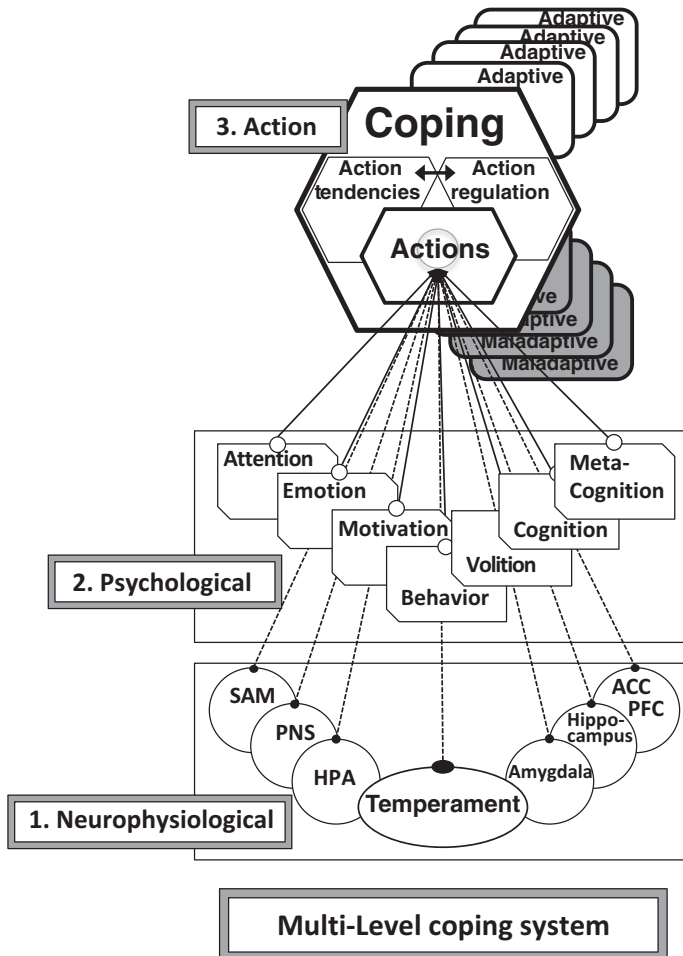 Adaptive
Adaptive
Adaptive
Adaptive
3. Action
Coping
Action
tendencies
Action
regulation
Actions
Maladaptive
Maladaptive
Attention
Emotion
Motivation
Behavior
Volition
Cognition
Meta-
Cognition
2. Psychological
SAM
PNS
HPA
Temperament
Amygdala
Hippo-
campus
ACC
PFC
1. Neurophysiological
Multi-Level coping system